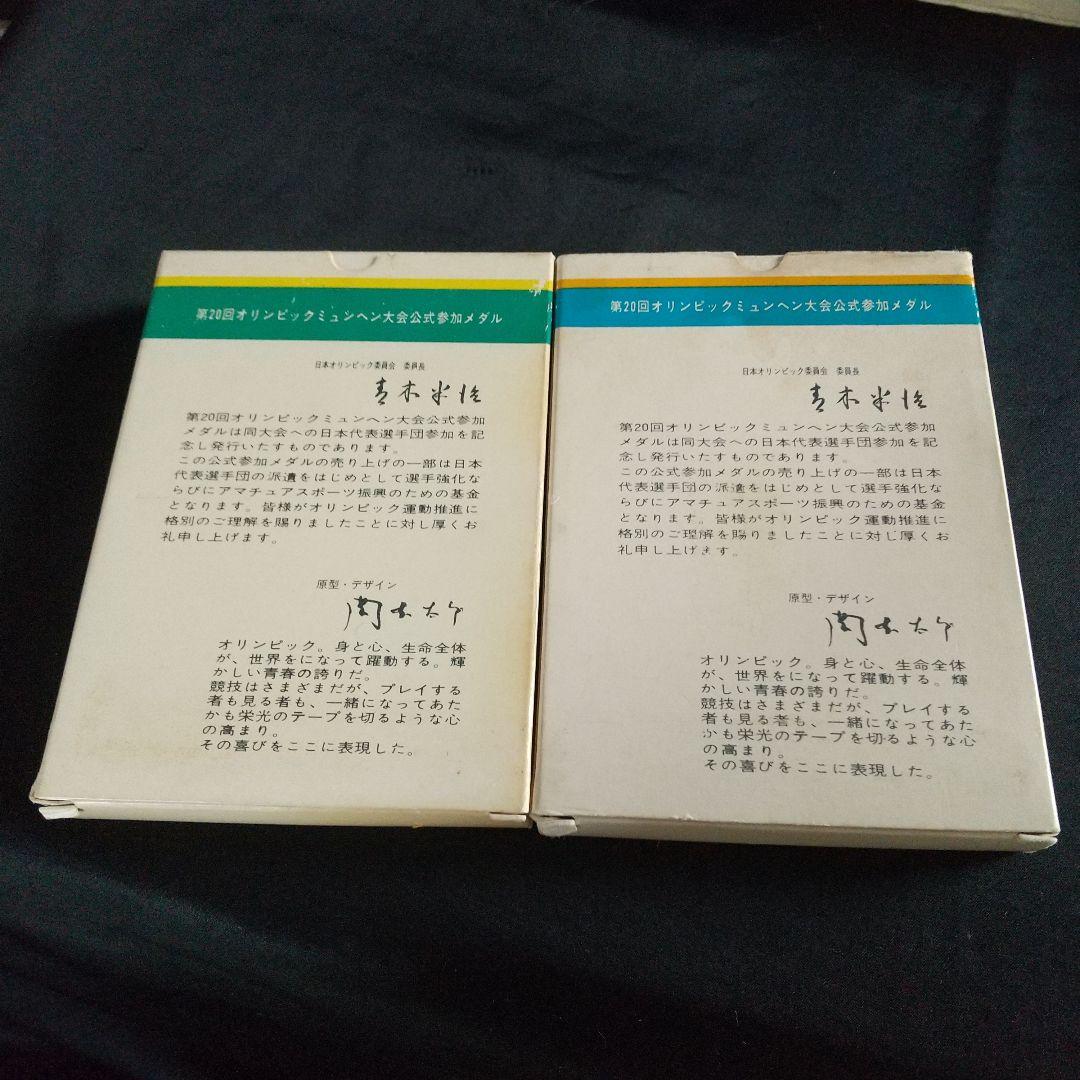 第20回オリンピックミュンヘン大会公式参加メダル
日本オリンピック委員会 委員長
青木半治
第20回オリンピックミュンヘン大会公式参加
メダルは同大会への日本代表選手団参加を記
念し発行いたすものであります。
この公式参加メダルの売り上げの一部は日本
代表選手団の派遣をはじめとして選手強化な
らびにアマチュアスポーツ振興のための基金
となります。皆様がオリンピック運動推進に
格別のご理解を賜りましたことに対し厚くお
礼申し上げます。
原型・デザイン
岡本太郎
オリンピック。身と心、生命全体
が、世界をになって躍動する。輝
かしい青春の誇りだ。
競技はさまざまだが、プレイする
者も見る者も、一緒になってあた
かも栄光のテープを切るような心
の高まり。
その喜びをここに表現した。
第20回オリンピックミュンヘン大会公式参加メダル
日本オリンピック委員会 委員長
青木半治
第20回オリンピックミュンヘン大会公式参加
メダルは同大会への日本代表選手団参加を記
念し発行いたすものであります。
この公式参加メダルの売り上げの一部は日本
代表選手団の派遣をはじめとして選手強化な
らびにアマチュアスポーツ振興のための基金
となります。皆様がオリンピック運動推進に
格別のご理解を賜りましたことに対し厚くお
礼申し上げます。
原型・デザイン
岡本太郎
オリンピック。身と心、生命全体
が、世界をになって躍動する。輝
かしい青春の誇りだ。
競技はさまざまだが、プレイする
者も見る者も、一緒になってあた
かも栄光のテープを切るような心
の高まり。
その喜びをここに表現した。